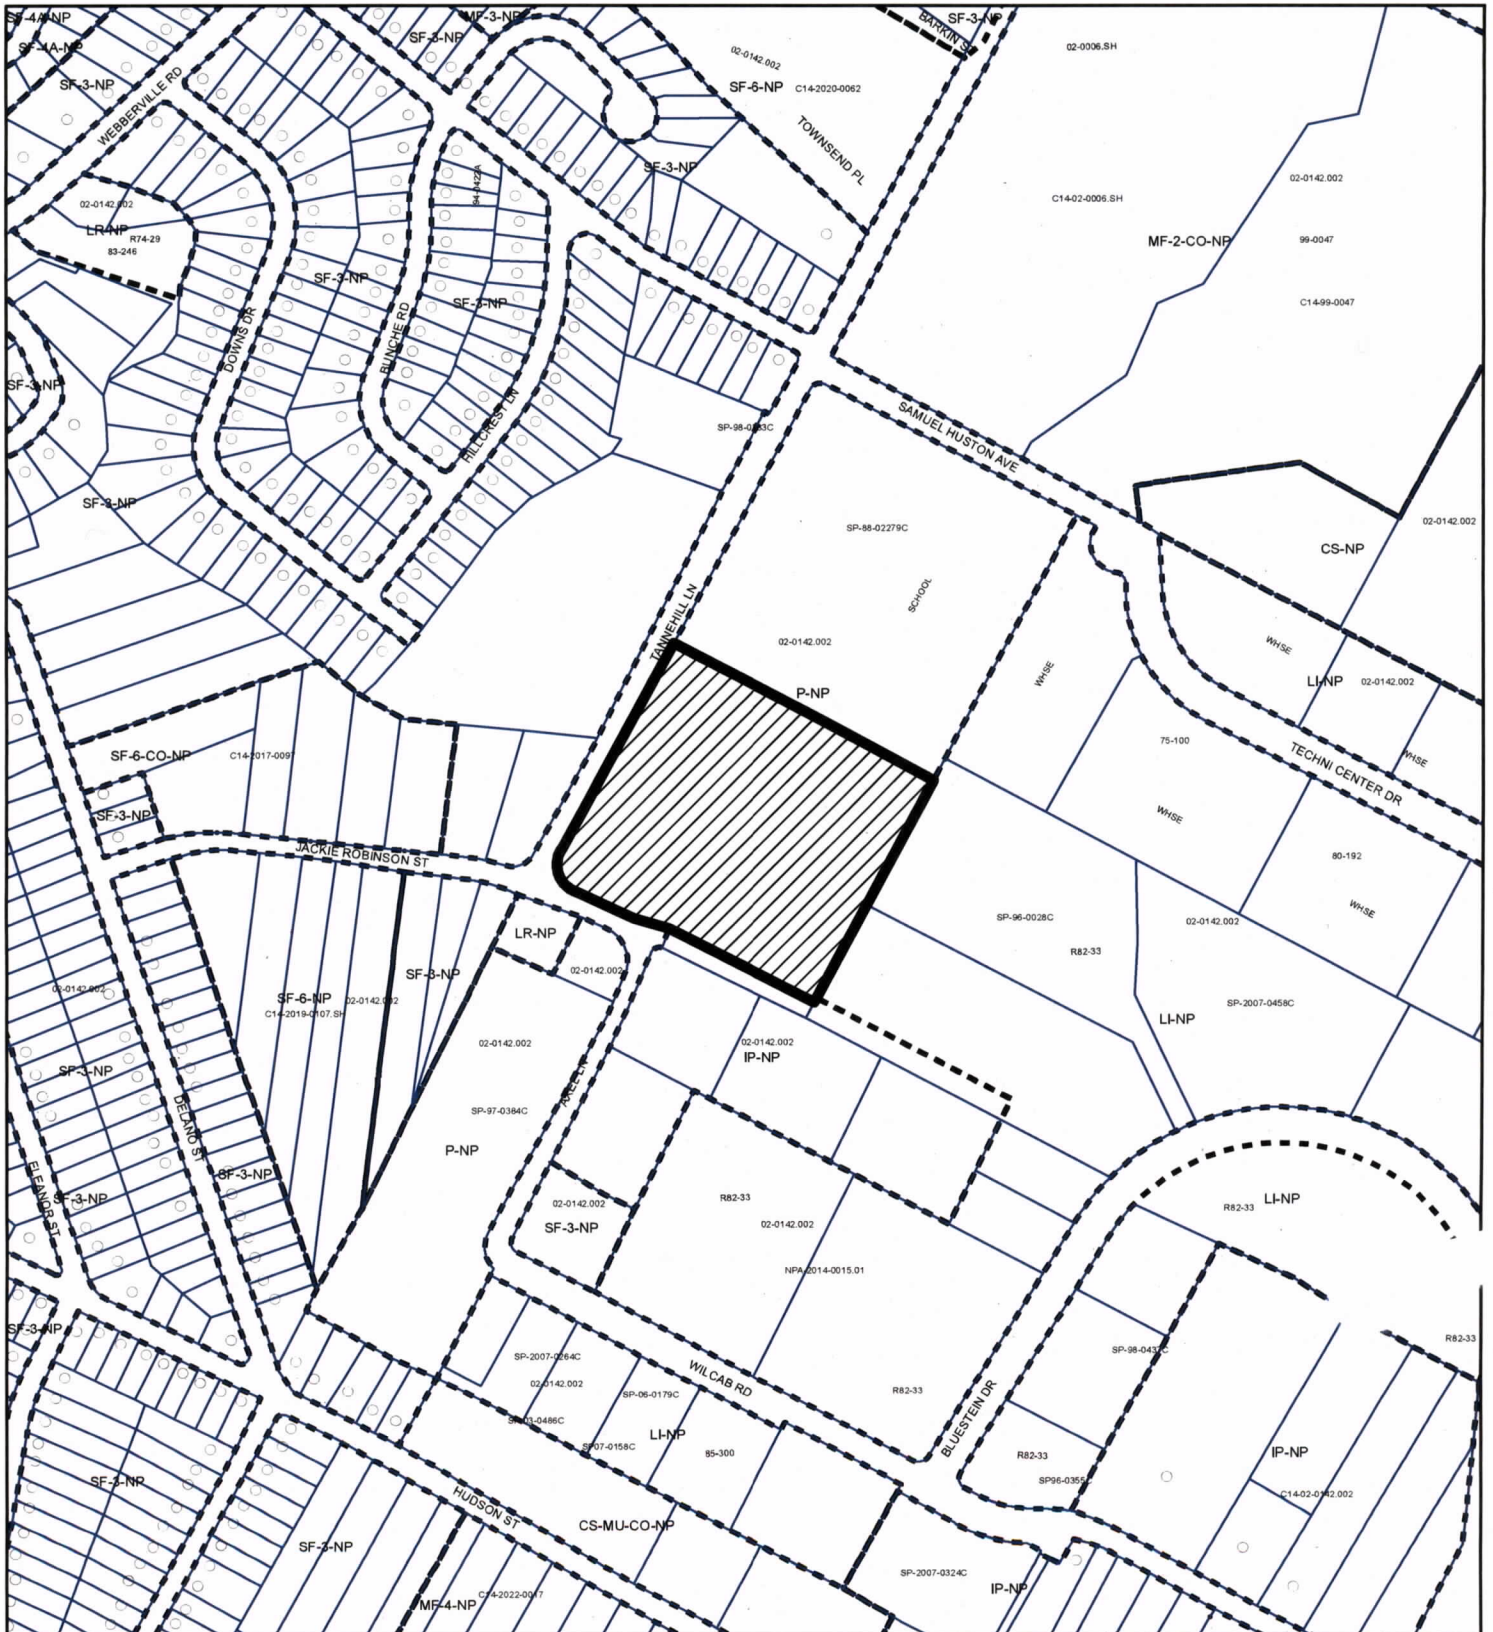 SF-4A-NP
MF-3-NP
SF-3-NP
BARKIN S
SF-3-NP
02-0006.SH
SF-4A-NP
SF-3-NP
02-0142.002
SF-6-NP
C14-2020-0062
WEBBERVILLE RD
TOWNSEND PL
SF-3-NP
94-0422A
02-0142.002
C14-02-0006.SH
02-0142.002
LR-NP
R74-29
83-246
MF-2-CO-NP
99-0047
SF-3-NP
SF-3-NP
C14-99-0047
DOWNS DR
BUNCHE RD
SF-3-NP
HILLCREST LN
SAMUEL HUSTON AVE
SF-3-NP
SP-88-02279C
02-0142.002
CS-NP
SCHOOL
TANNEHILL LN
02-0142.002
WHSE
WHSE
LI-NP
02-0142.002
P-NP
SF-6-CO-NP
C14-2017-0097
75-100
TECHNI CENTER DR
WHSE
SF-3-NP
WHSE
JACKIE ROBINSON ST
80-192
WHSE
LR-NP
SP-96-0028C
02-0142.002
R82-33
02-0142.002
SF-3-NP
02-0142.002
SF-6-NP
02-0142.002
C14-2019-0107.SH
SP-2007-0458C
LI-NP
02-0142.002
02-0142.002
IP-NP
SF-3-NP
AXEL LN
SP-97-0384C
DELANO ST
P-NP
SF-3-NP
ELEANOR ST
SF-3-NP
R82-33
02-0142.002
SF-3-NP
02-0142.002
LI-NP
R82-33
NPA-2014-0015.01
SF-3-NP
SP-98-0437C
R82-33
SP-2007-0264C
WILCAB RD
02-0142.002
SP-06-0179C
R82-33
BLUESTEIN DR
SP-03-0486C
LI-NP
SP07-0158C
85-300
R82-33
IP-NP
SF-3-NP
SP96-0355C
C14-02-0142.002
HUDSON ST
CS-MU-CO-NP
SF-3-NP
SP-2007-0324C
IP-NP
MF-4-NP
C14-2022-0017